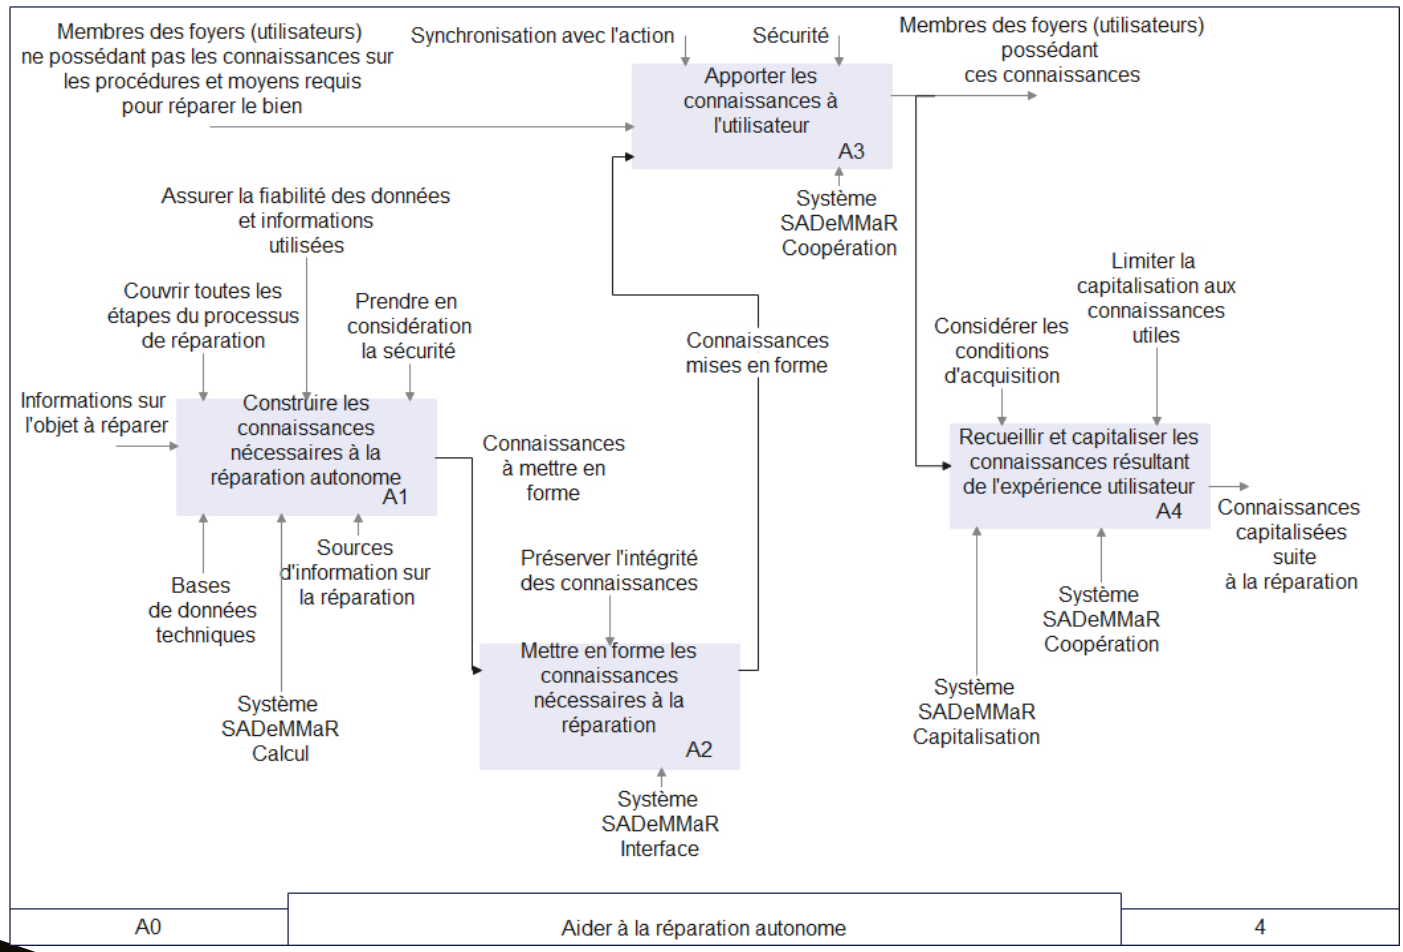 Membres des foyers (utilisateurs)
ne possédant pas les connaissances sur
les procédures et moyens requis
pour réparer le bien
Synchronisation avec l'action
Sécurité
Membres des foyers (utilisateurs)
possédant
ces connaissances
Apporter les
connaissances à
l'utilisateur
A3
Système
SADeMMaR
Coopération
Assurer la fiabilité des données
et informations
utilisées
Couvrir toutes les
étapes du processus
de réparation
Prendre en
considération
la sécurité
Informations sur
l'objet à réparer
Construire les
connaissances
nécessaires à la
réparation autonome
A1
Bases
de données
techniques
Système
SADeMMaR
Calcul
Sources
d'information sur
la réparation
Connaissances
à mettre en
forme
Préserver l'intégrité
des connaissances
Mettre en forme les
connaissances
nécessaires à la
réparation
A2
Système
SADeMMaR
Interface
Connaissances
mises en forme
Considérer les
conditions
d'acquisition
Limiter la
capitalisation aux
connaissances
utiles
Recueillir et capitaliser les
connaissances résultant
de l'expérience utilisateur
A4
Connaissances
capitalisées
suite
à la réparation
Système
SADeMMaR
Coopération
Système
SADeMMaR
Capitalisation
A0
Aider à la réparation autonome
4